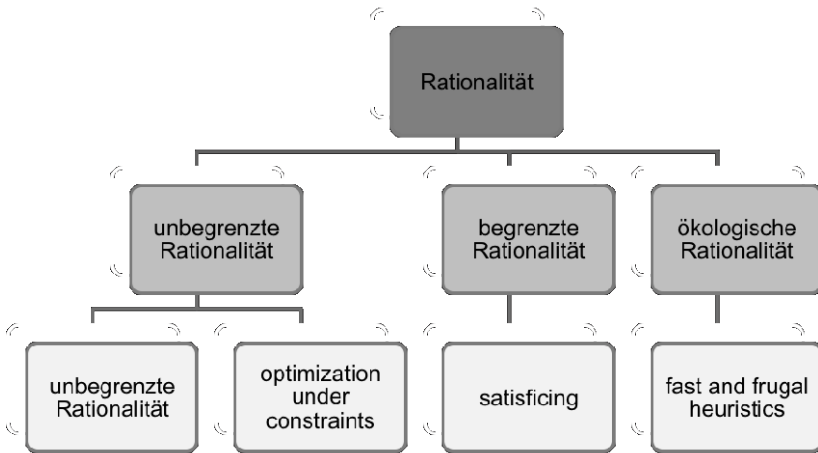 Rationalität
unbegrenzte
Rationalität
begrenzte
Rationalität
ökologische
Rationalität
unbegrenzte
Rationalität
optimization
under
constraints
satisficing
fast and frugal
heuristics